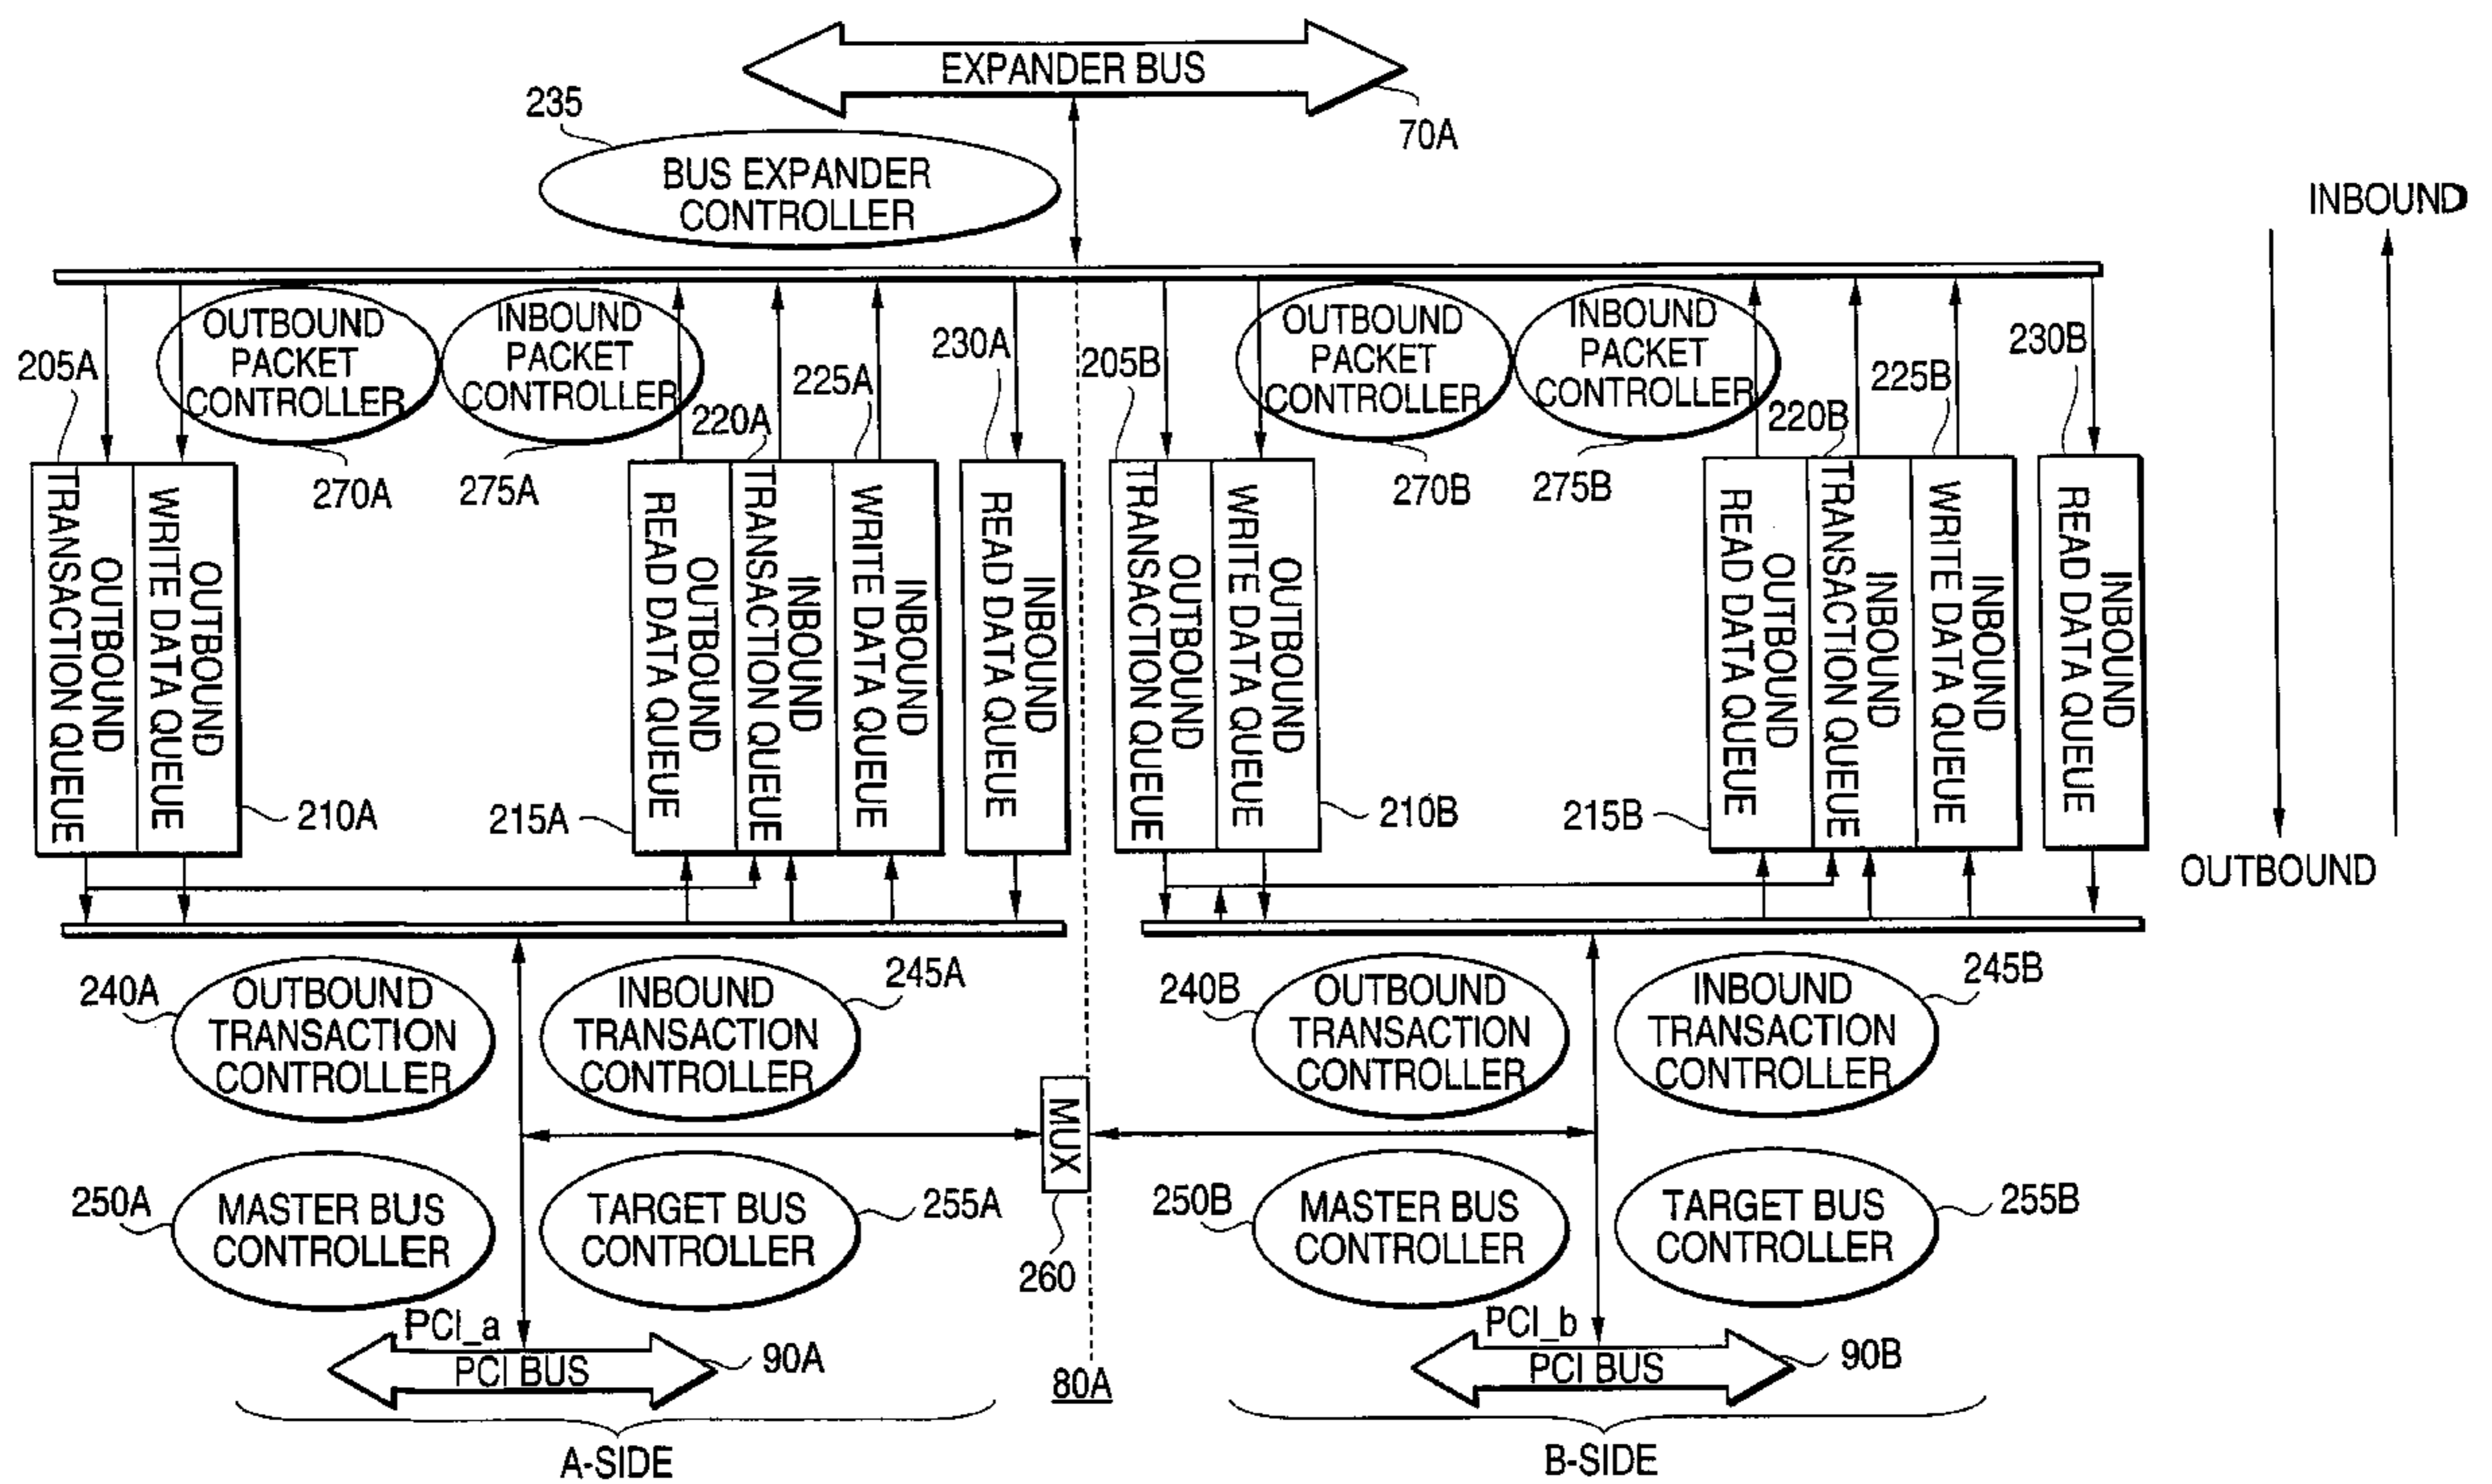 EXPANDER BUS
70A
235
BUS EXPANDER
CONTROLLER
INBOUND
OUTBOUND
205A
OUTBOUND
PACKET
CONTROLLER
270A
INBOUND
PACKET
CONTROLLER
275A
220A
225A
230A
205B
OUTBOUND
PACKET
CONTROLLER
270B
INBOUND
PACKET
CONTROLLER
275B
220B
225B
230B
OUTBOUND
TRANSACTION QUEUE
OUTBOUND
WRITE DATA QUEUE
210A
215A
OUTBOUND
READ DATA QUEUE
INBOUND
TRANSACTION QUEUE
INBOUND
WRITE DATA QUEUE
INBOUND
READ DATA QUEUE
OUTBOUND
TRANSACTION QUEUE
OUTBOUND
WRITE DATA QUEUE
210B
215B
OUTBOUND
READ DATA QUEUE
INBOUND
TRANSACTION QUEUE
INBOUND
WRITE DATA QUEUE
INBOUND
READ DATA QUEUE
240A
OUTBOUND
TRANSACTION
CONTROLLER
INBOUND
TRANSACTION
CONTROLLER
245A
240B
OUTBOUND
TRANSACTION
CONTROLLER
INBOUND
TRANSACTION
CONTROLLER
245B
MUX
260
250A
MASTER BUS
CONTROLLER
TARGET BUS
CONTROLLER
255A
250B
MASTER BUS
CONTROLLER
TARGET BUS
CONTROLLER
255B
PCI_a
PCI BUS
90A
80A
PCI_b
PCI BUS
90B
A-SIDE
B-SIDE